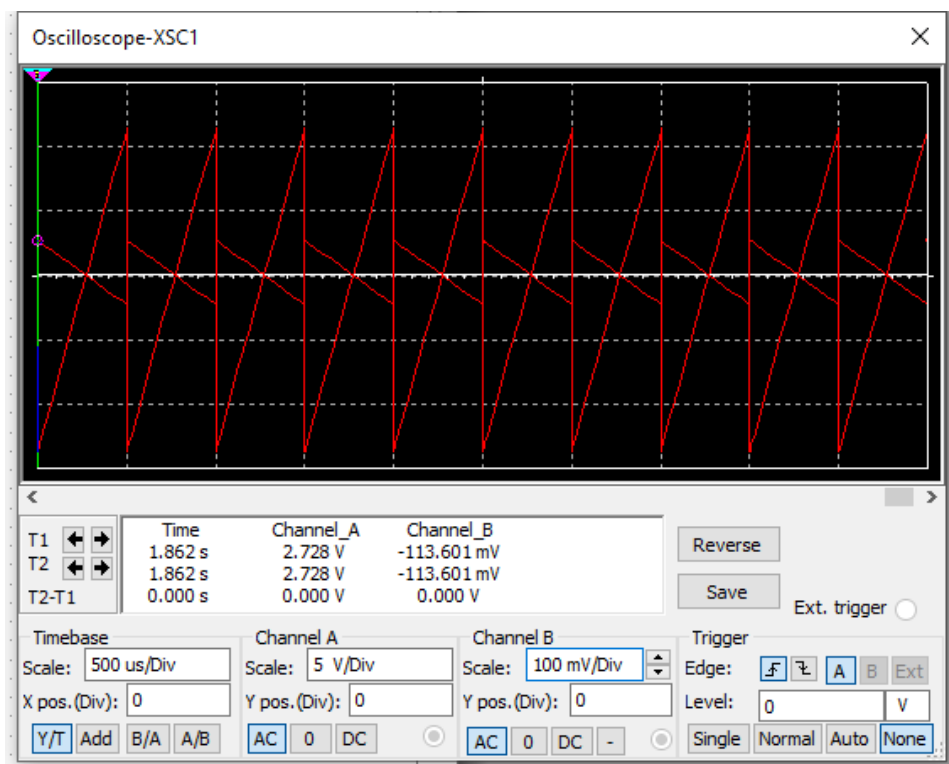 Oscilloscope-XSC1
Time Channel_A Channel_B
T1 1.862 s 2.728 V -113.601 mV
T2 1.862 s 2.728 V -113.601 mV
T2-T1 0.000 s 0.000 V 0.000 V
Reverse
Save
Ext. trigger
Timebase
Scale: 500 us/Div
X pos.(Div): 0
Y/T Add B/A A/B
Channel A
Scale: 5 V/Div
Y pos.(Div): 0
AC 0 DC
Channel B
Scale: 100 mV/Div
Y pos.(Div): 0
AC 0 DC -
Trigger
Edge: A B Ext
Level: 0 V
Single Normal Auto None